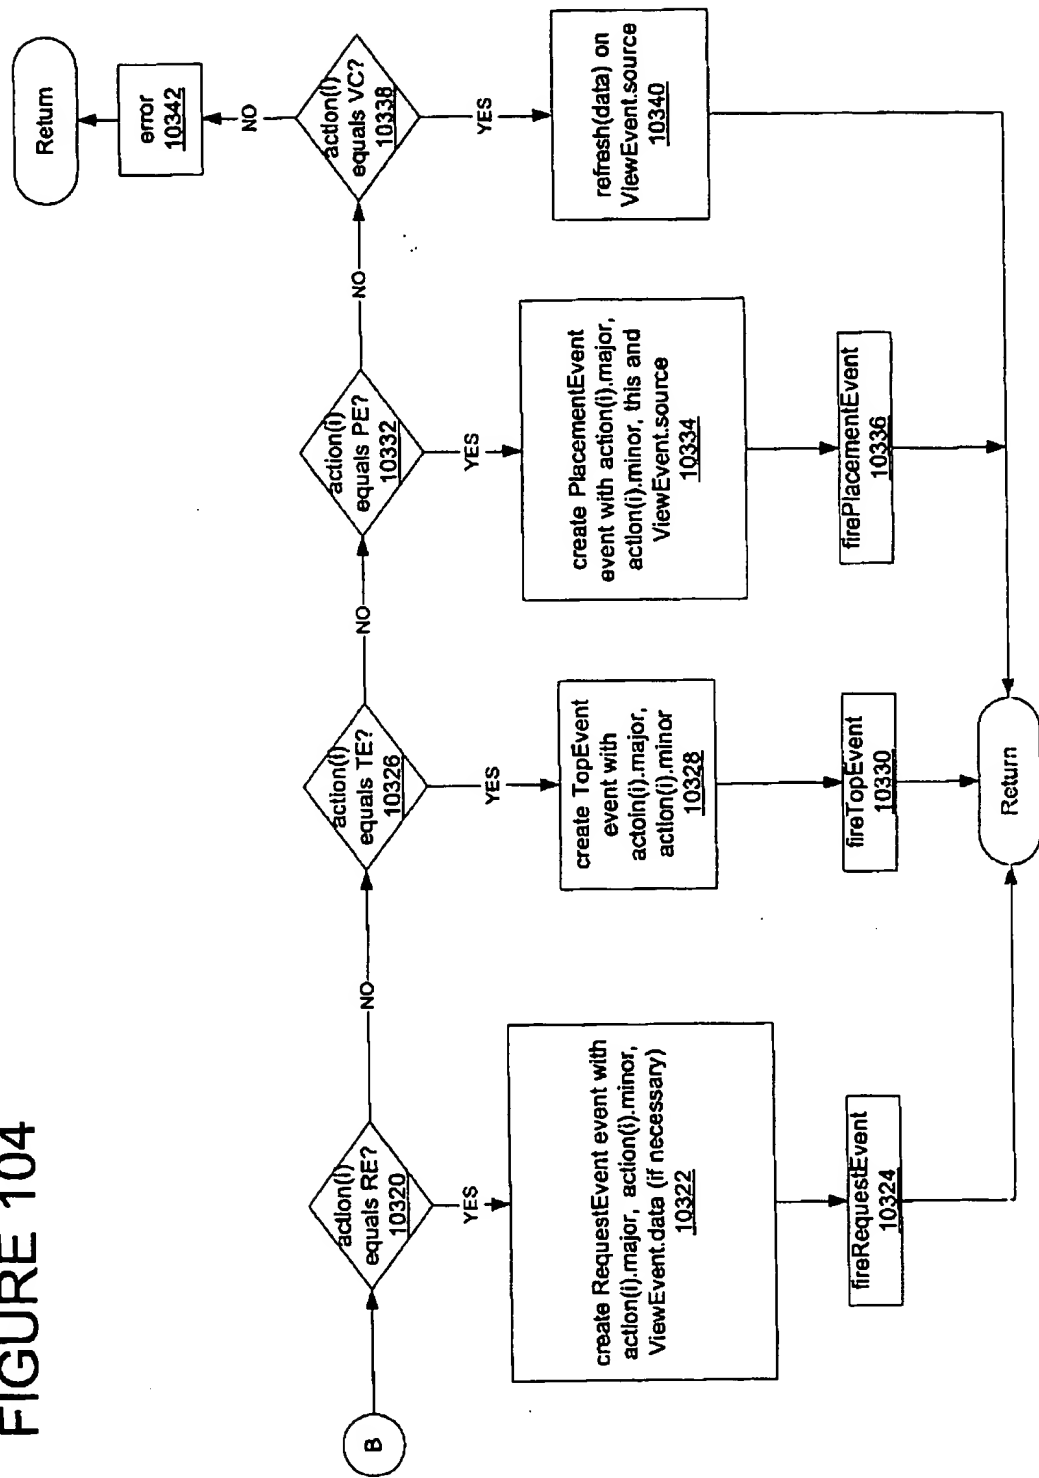 FIGURE 104
B
action(i)
equals RE?
10320
NO
YES
create RequestEvent event with
action(i).major, action(i).minor,
ViewEvent.data (if necessary)
10322
fireRequestEvent
10324
action(i)
equals TE?
10326
NO
YES
create TopEvent
event with
actoin(i).major,
action(i).minor
10328
fireTopEvent
10330
action(i)
equals PE?
10332
NO
YES
create PlacementEvent
event with action(i).major,
action(i).minor, this and
ViewEvent.source
10334
firePlacementEvent
10336
action(i)
equals VC?
10338
NO
YES
refresh(data) on
ViewEvent.source
10340
error
10342
Return
Return